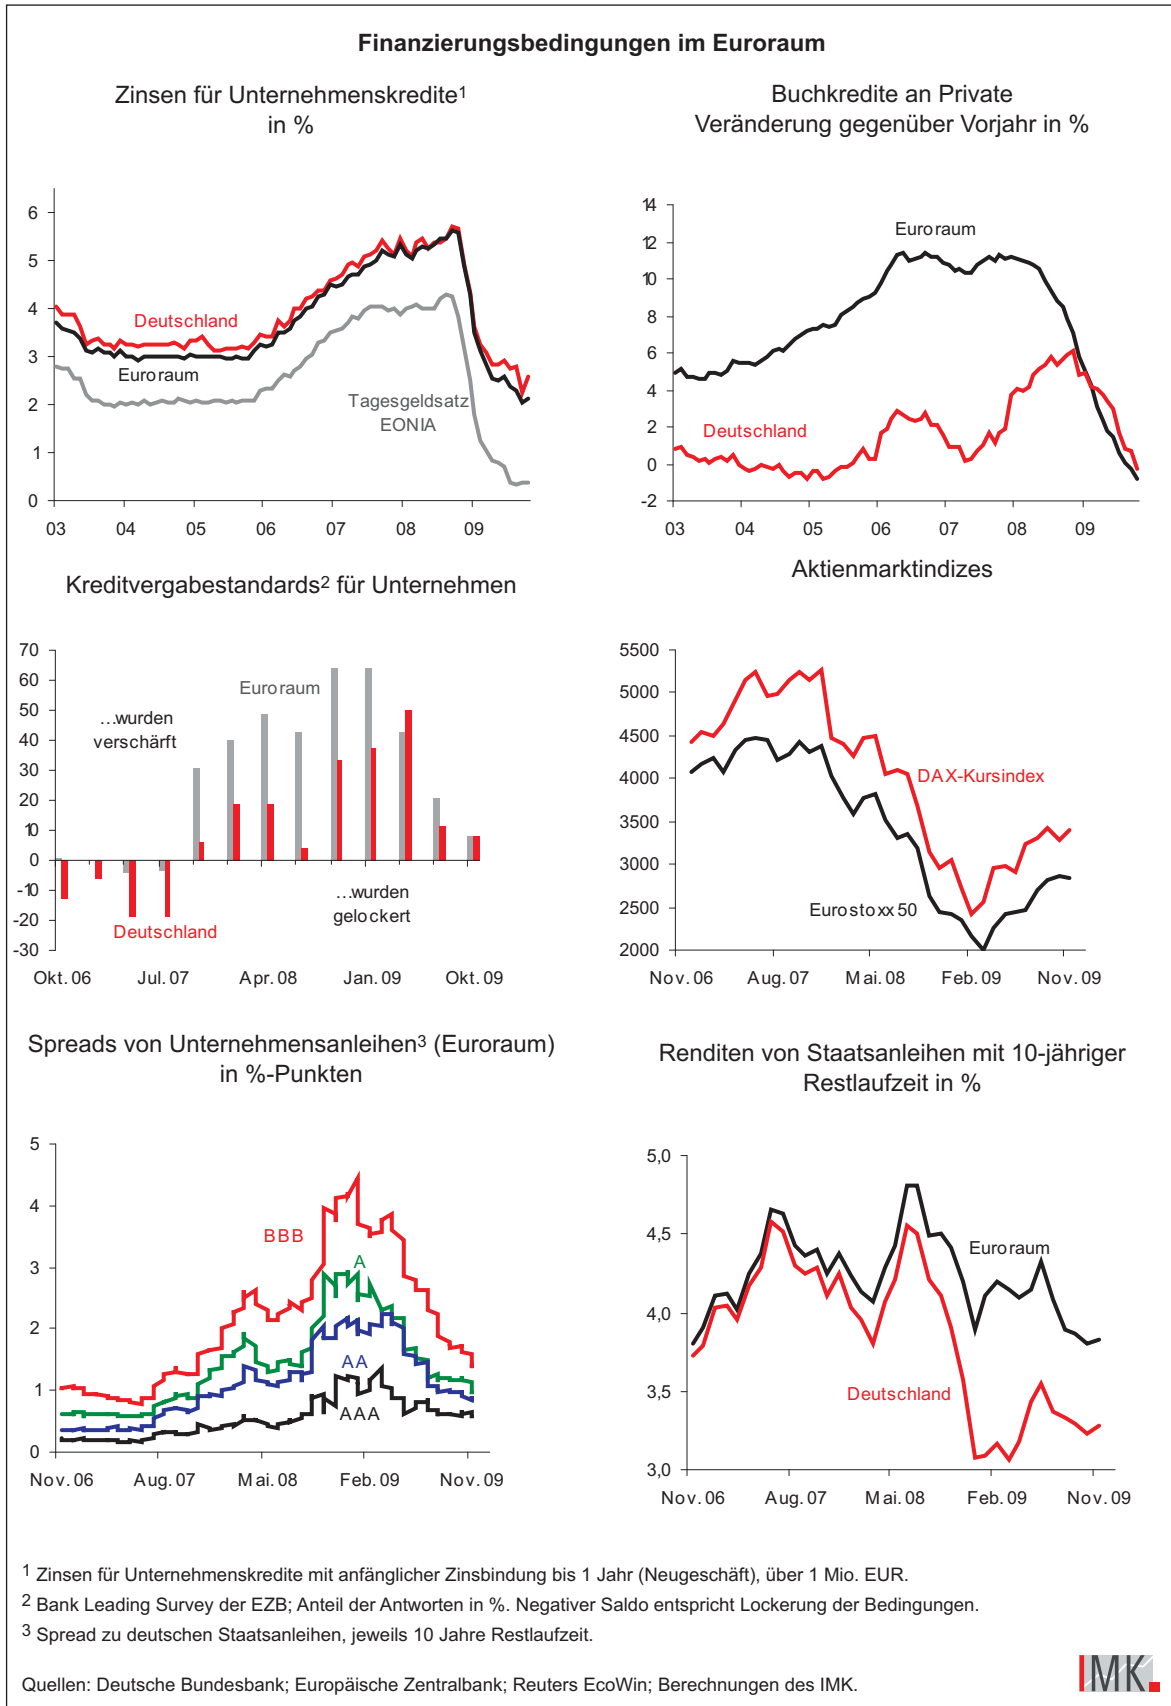 Finanzierungsbedingungen im Euroraum
Zinsen für Unternehmenskredite1
in %
6
5
4
3
2
1
0
Deutschland
Euroraum
Tagesgeldsatz
EONIA
03 04 05 06 07 08 09
Buchkredite an Private
Veränderung gegenüber Vorjahr in %
14
12
10
8
6
4
2
0
-2
Euroraum
Deutschland
03 04 05 06 07 08 09
Kreditvergabestandards2 für Unternehmen
70
60
50
40
30
20
10
0
-10
-20
-30
Euroraum
...wurden
verschärft
...wurden
gelockert
Deutschland
Okt. 06 Jul. 07 Apr. 08 Jan. 09 Okt. 09
Aktienmarktindizes
5500
5000
4500
4000
3500
3000
2500
2000
DAX-Kursindex
Eurostoxx 50
Nov. 06 Aug. 07 Mai. 08 Feb. 09 Nov. 09
Spreads von Unternehmensanleihen3 (Euroraum)
in %-Punkten
5
4
3
2
1
0
BBB
A
AA
AAA
Nov. 06 Aug. 07 Mai. 08 Feb. 09 Nov. 09
Renditen von Staatsanleihen mit 10-jähriger
Restlaufzeit in %
5,0
4,5
4,0
3,5
3,0
Euroraum
Deutschland
Nov. 06 Aug. 07 Mai. 08 Feb. 09 Nov. 09
1 Zinsen für Unternehmenskredite mit anfänglicher Zinsbindung bis 1 Jahr (Neugeschäft), über 1 Mio. EUR.
2 Bank Leading Survey der EZB; Anteil der Antworten in %. Negativer Saldo entspricht Lockerung der Bedingungen.
3 Spread zu deutschen Staatsanleihen, jeweils 10 Jahre Restlaufzeit.
Quellen: Deutsche Bundesbank; Europäische Zentralbank; Reuters EcoWin; Berechnungen des IMK.
IMK